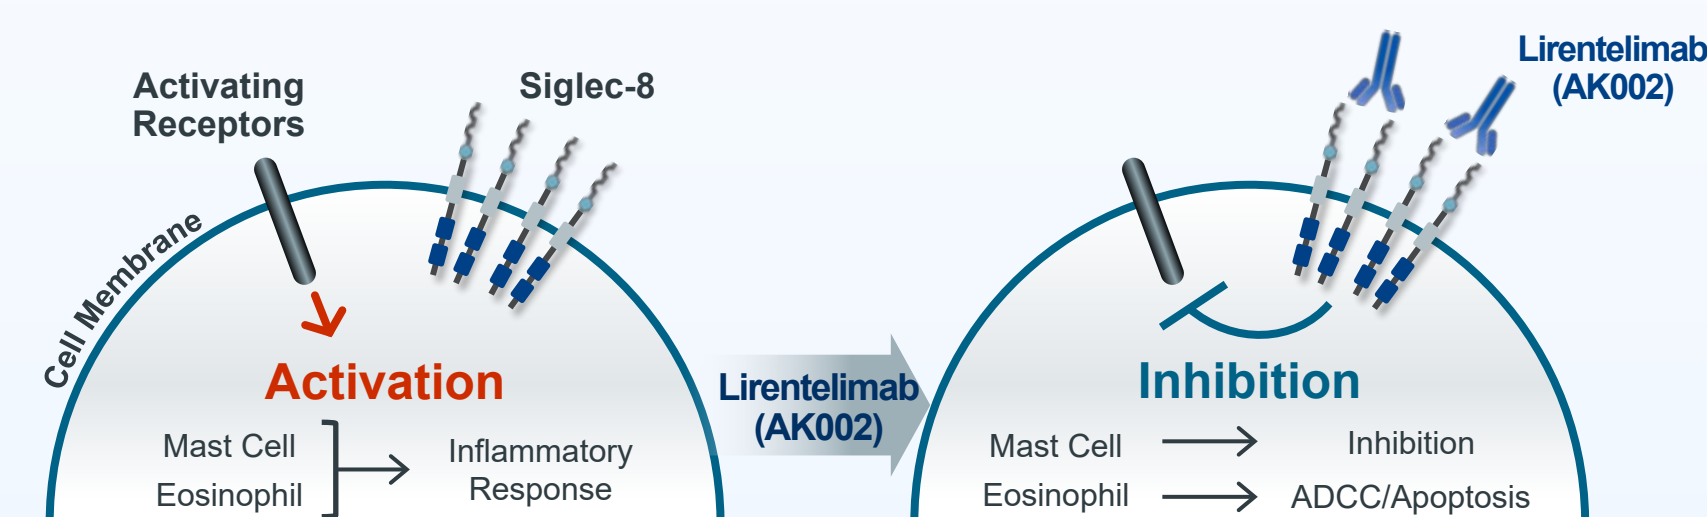 Activating
Receptors
Siglec-8
Cell Membrane
Activation
Mast Cell
Eosinophil
Inflammatory
Response
Lirentelimab
(AK002)
Lirentelimab
(AK002)
Inhibition
Mast Cell
Inhibition
Eosinophil
ADCC/Apoptosis